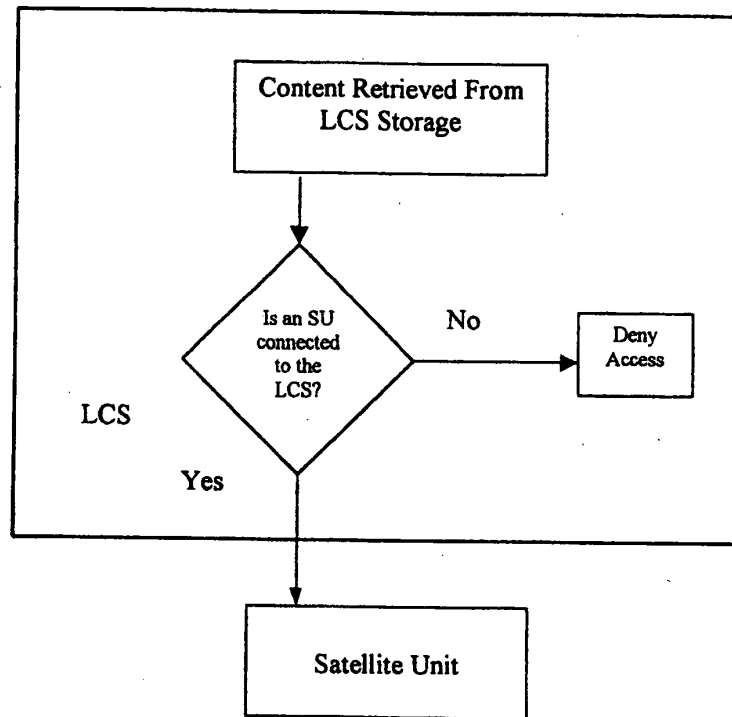 Content Retrieved From
LCS Storage
Is an SU
connected
to the
LCS?
No
Deny
Access
LCS
Yes
Satellite Unit